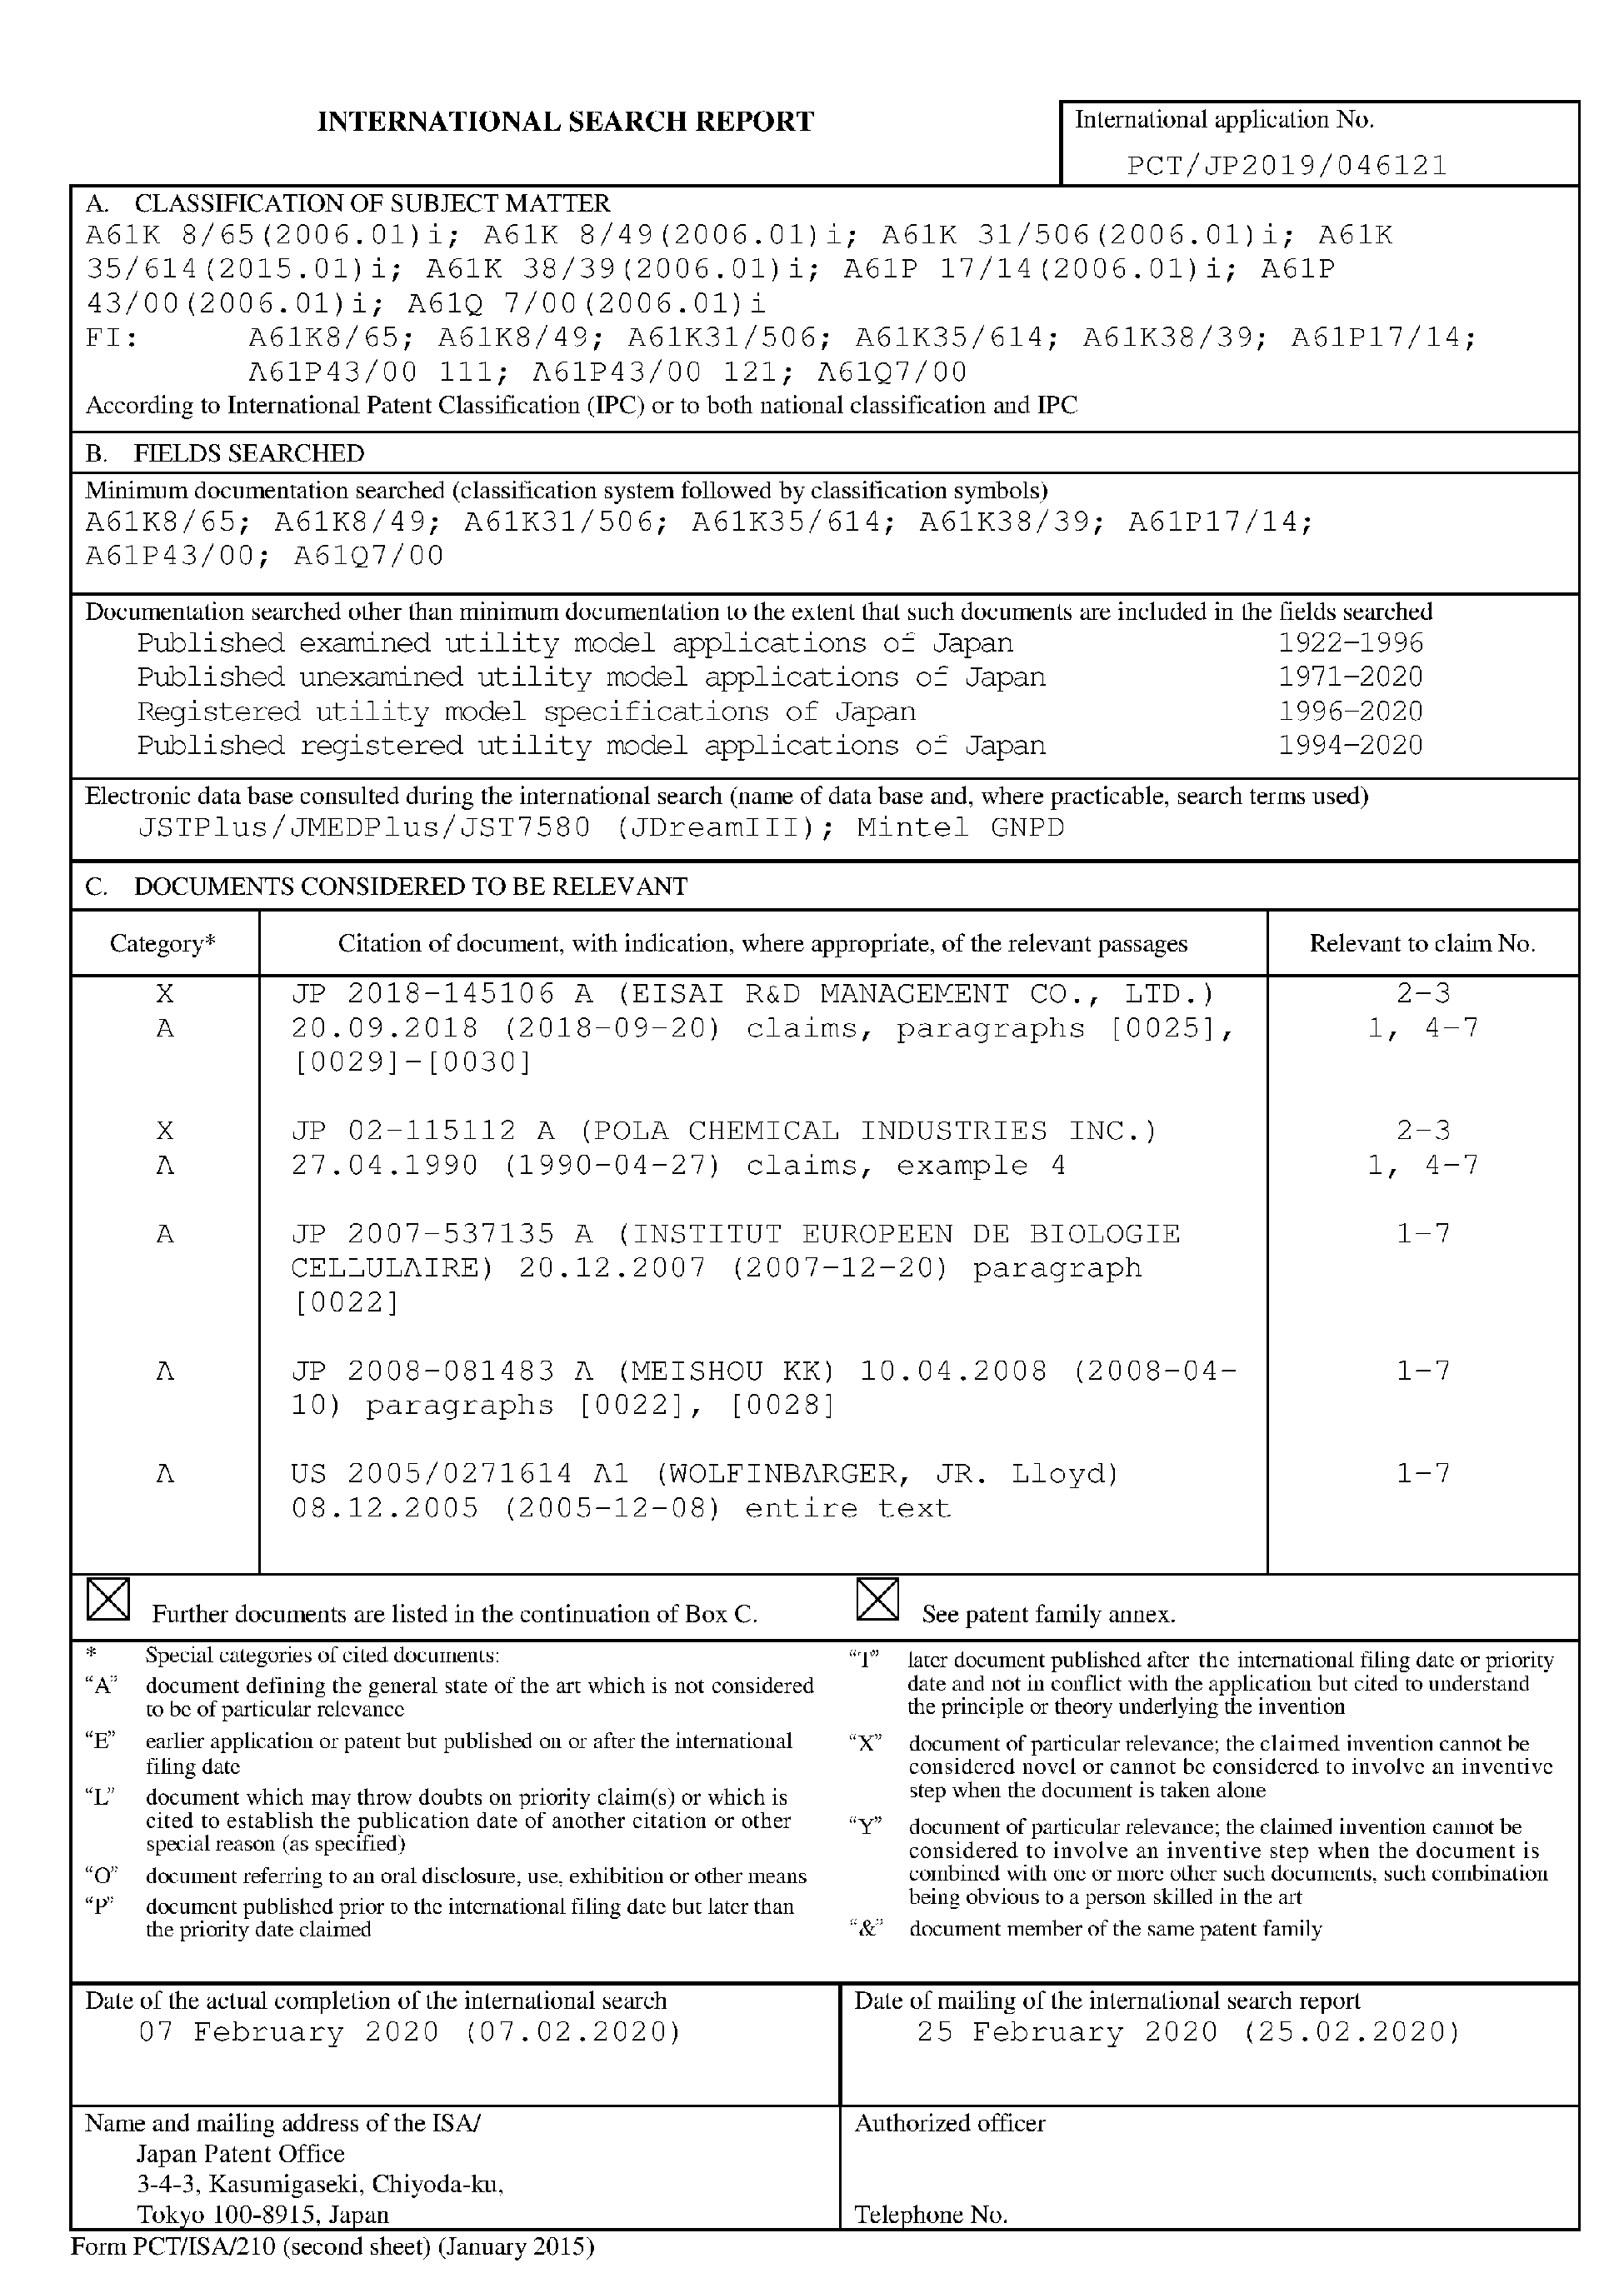 INTERNATIONAL SEARCH REPORT
International application No.
PCT/JP2019/046121
A. CLASSIFICATION OF SUBJECT MATTER
A61K 8/65(2006.01)i; A61K 8/49(2006.01)i; A61K 31/506(2006.01)i; A61K
35/614(2015.01)i; A61K 38/39(2006.01)i; A61P 17/14(2006.01)i; A61P
43/00(2006.01)i; A61Q 7/00(2006.01)i
FI: A61K8/65; A61K8/49; A61K31/506; A61K35/614; A61K38/39; A61P17/14;
A61P43/00 111; A61P43/00 121; A61Q7/00
According to International Patent Classification (IPC) or to both national classification and IPC
B. FIELDS SEARCHED
Minimum documentation searched (classification system followed by classification symbols)
A61K8/65; A61K8/49; A61K31/506; A61K35/614; A61K38/39; A61P17/14;
A61P43/00; A61Q7/00
Documentation searched other than minimum documentation to the extent that such documents are included in the fields searched
Published examined utility model applications of Japan 1922-1996
Published unexamined utility model applications of Japan 1971-2020
Registered utility model specifications of Japan 1996-2020
Published registered utility model applications of Japan 1994-2020
Electronic data base consulted during the international search (name of data base and, where practicable, search terms used)
JSTPlus/JMEDPlus/JST7580 (JDreamIII); Mintel GNPD
C. DOCUMENTS CONSIDERED TO BE RELEVANT
Category* Citation of document, with indication, where appropriate, of the relevant passages Relevant to claim No.
X JP 2018-145106 A (EISAI R&D MANAGEMENT CO., LTD.) 2-3
A 20.09.2018 (2018-09-20) claims, paragraphs [0025], 1, 4-7
[0029]-[0030]
X JP 02-115112 A (POLA CHEMICAL INDUSTRIES INC.) 2-3
A 27.04.1990 (1990-04-27) claims, example 4 1, 4-7
A JP 2007-537135 A (INSTITUT EUROPEEN DE BIOLOGIE 1-7
CELLULAIRE) 20.12.2007 (2007-12-20) paragraph
[0022]
A JP 2008-081483 A (MEISHOU KK) 10.04.2008 (2008-04- 1-7
10) paragraphs [0022], [0028]
A US 2005/0271614 A1 (WOLFINBARGER, JR. Lloyd) 1-7
08.12.2005 (2005-12-08) entire text
Further documents are listed in the continuation of Box C. See patent family annex.
* Special categories of cited documents:
“A” document defining the general state of the art which is not considered
to be of particular relevance
“E” earlier application or patent but published on or after the international
filing date
“L” document which may throw doubts on priority claim(s) or which is
cited to establish the publication date of another citation or other
special reason (as specified)
“O” document referring to an oral disclosure, use, exhibition or other means
“P” document published prior to the international filing date but later than
the priority date claimed
“T” later document published after the international filing date or priority
date and not in conflict with the application but cited to understand
the principle or theory underlying the invention
“X” document of particular relevance; the claimed invention cannot be
considered novel or cannot be considered to involve an inventive
step when the document is taken alone
“Y” document of particular relevance; the claimed invention cannot be
considered to involve an inventive step when the document is
combined with one or more other such documents, such combination
being obvious to a person skilled in the art
“&” document member of the same patent family
Date of the actual completion of the international search
07 February 2020 (07.02.2020)
Date of mailing of the international search report
25 February 2020 (25.02.2020)
Name and mailing address of the ISA/
Japan Patent Office
3-4-3, Kasumigaseki, Chiyoda-ku,
Tokyo 100-8915, Japan
Authorized officer
Telephone No.
Form PCT/ISA/210 (second sheet) (January 2015)